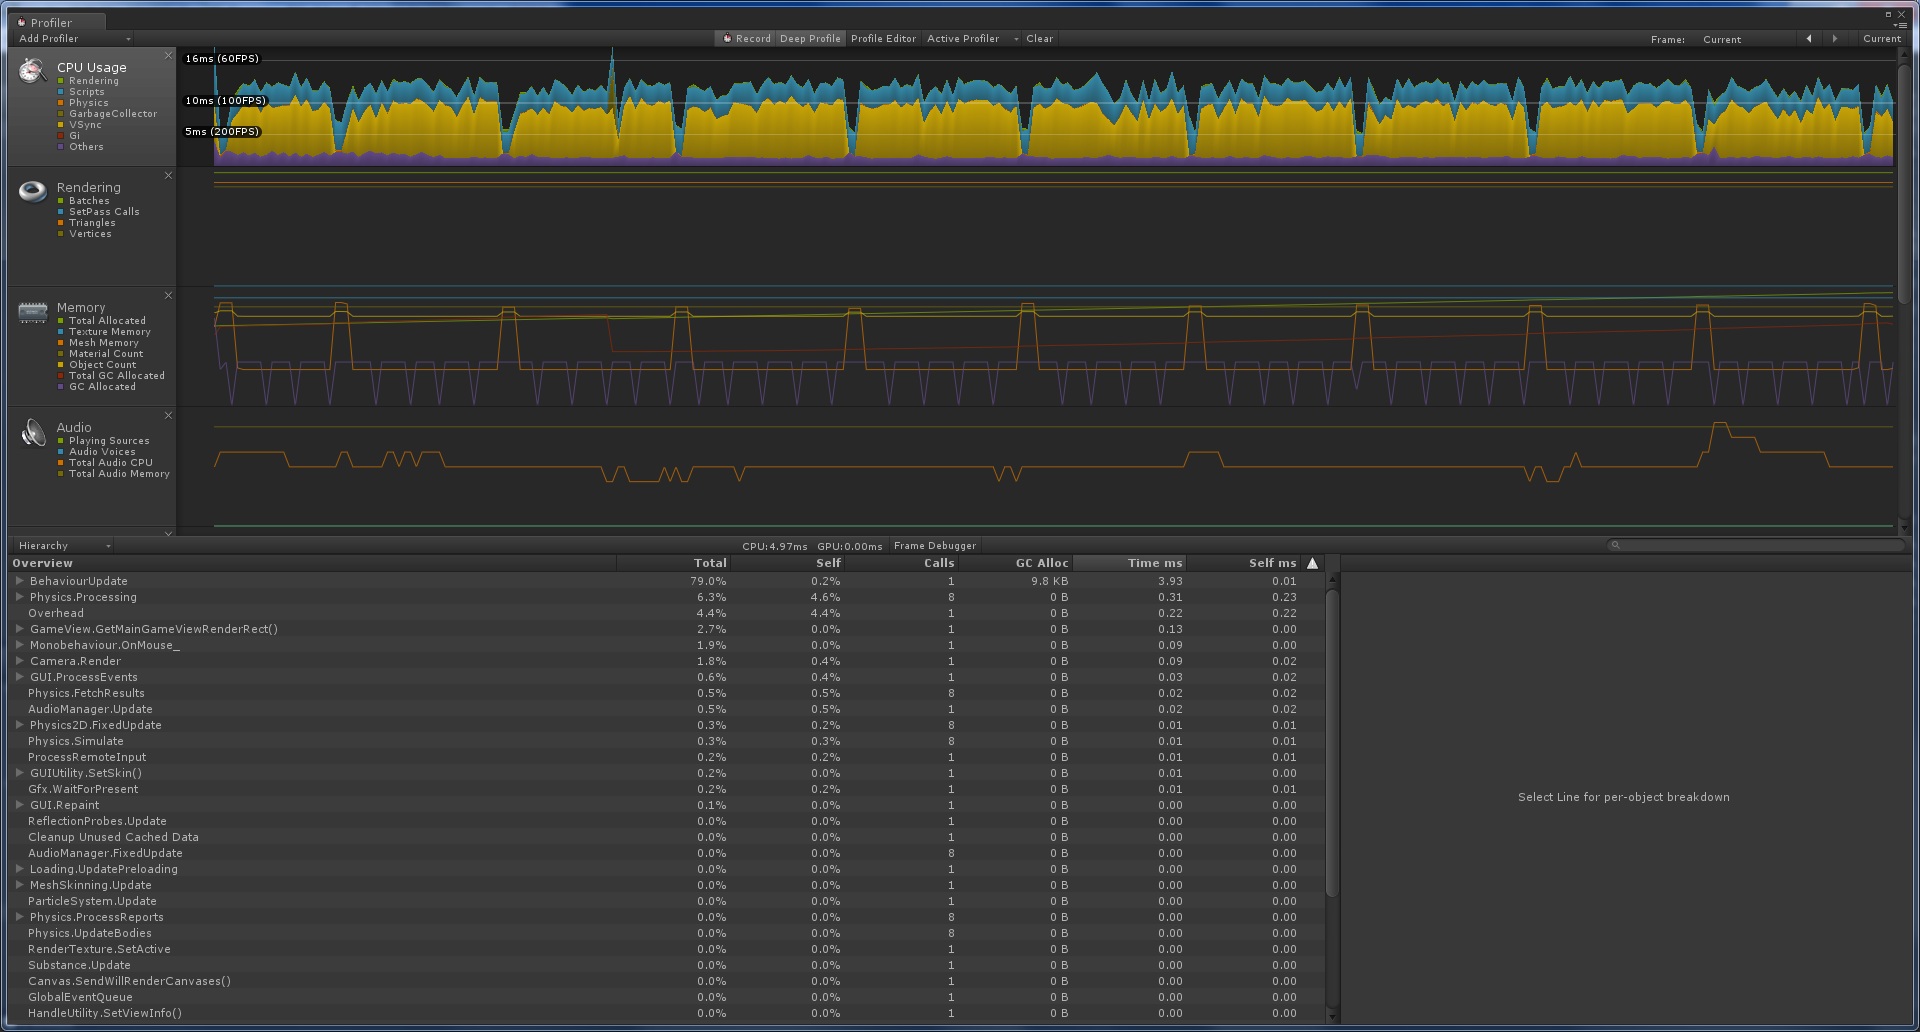 Profiler
Add Profiler
Record Deep Profile Profile Editor Active Profiler Clear Frame: Current Current
CPU Usage
Rendering
Scripts
Physics
GarbageCollector
VSync
Gi
Others
16ms (60FPS)
10ms (100FPS)
5ms (200FPS)
Rendering
Batches
SetPass Calls
Triangles
Vertices
Memory
Total Allocated
Texture Memory
Mesh Memory
Material Count
Object Count
Total GC Allocated
GC Allocated
Audio
Playing Sources
Audio Voices
Total Audio CPU
Total Audio Memory
Hierarchy CPU:4.97ms GPU:0.00ms Frame Debugger
Overview Total Self Calls GC Alloc Time ms Self ms
BehaviourUpdate 79.0% 0.2% 1 9.8 KB 3.93 0.01
Physics.Processing 6.3% 4.6% 8 0 B 0.31 0.23
Overhead 4.4% 4.4% 1 0 B 0.22 0.22
GameView.GetMainGameViewRenderRect() 2.7% 0.0% 1 0 B 0.13 0.00
Monobehaviour.OnMouse_ 1.9% 0.0% 1 0 B 0.09 0.00
Camera.Render 1.8% 0.4% 1 0 B 0.09 0.02
GUI.ProcessEvents 0.6% 0.4% 1 0 B 0.03 0.02
Physics.FetchResults 0.5% 0.5% 8 0 B 0.02 0.02
AudioManager.Update 0.5% 0.5% 1 0 B 0.02 0.02
Physics2D.FixedUpdate 0.3% 0.2% 8 0 B 0.01 0.01
Physics.Simulate 0.3% 0.3% 8 0 B 0.01 0.01
ProcessRemoteInput 0.2% 0.2% 1 0 B 0.01 0.01
GUIUtility.SetSkin() 0.2% 0.0% 1 0 B 0.01 0.00
Gfx.WaitForPresent 0.2% 0.2% 1 0 B 0.01 0.01
GUI.Repaint 0.1% 0.0% 1 0 B 0.00 0.00
ReflectionProbes.Update 0.0% 0.0% 1 0 B 0.00 0.00
Cleanup Unused Cached Data 0.0% 0.0% 1 0 B 0.00 0.00
AudioManager.FixedUpdate 0.0% 0.0% 8 0 B 0.00 0.00
Loading.UpdatePreloading 0.0% 0.0% 1 0 B 0.00 0.00
MeshSkinning.Update 0.0% 0.0% 1 0 B 0.00 0.00
ParticleSystem.Update 0.0% 0.0% 1 0 B 0.00 0.00
Physics.ProcessReports 0.0% 0.0% 8 0 B 0.00 0.00
Physics.UpdateBodies 0.0% 0.0% 8 0 B 0.00 0.00
RenderTexture.SetActive 0.0% 0.0% 1 0 B 0.00 0.00
Substance.Update 0.0% 0.0% 1 0 B 0.00 0.00
Canvas.SendWillRenderCanvases() 0.0% 0.0% 1 0 B 0.00 0.00
GlobalEventQueue 0.0% 0.0% 1 0 B 0.00 0.00
HandleUtility.SetViewInfo() 0.0% 0.0% 1 0 B 0.00 0.00
Select Line for per-object breakdown